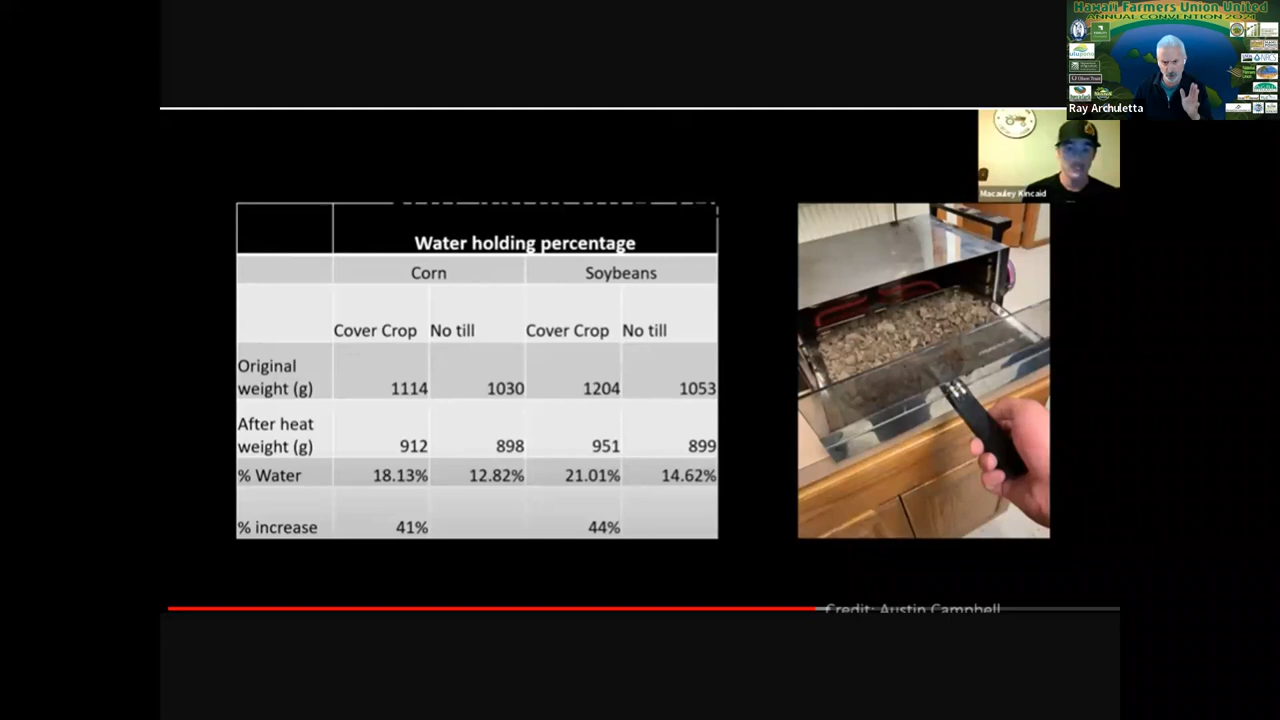 Hawai'i Farmers Union United
ANNUAL CONVENTION 2021
Ray Archuletta
Macauley Kincaid
Water holding percentage
Corn Soybeans
Cover Crop No till Cover Crop No till
Original
weight (g) 1114 1030 1204 1053
After heat
weight (g) 912 898 951 899
% Water 18.13% 12.82% 21.01% 14.62%
% increase 41% 44%
Credit: Austin Campbell